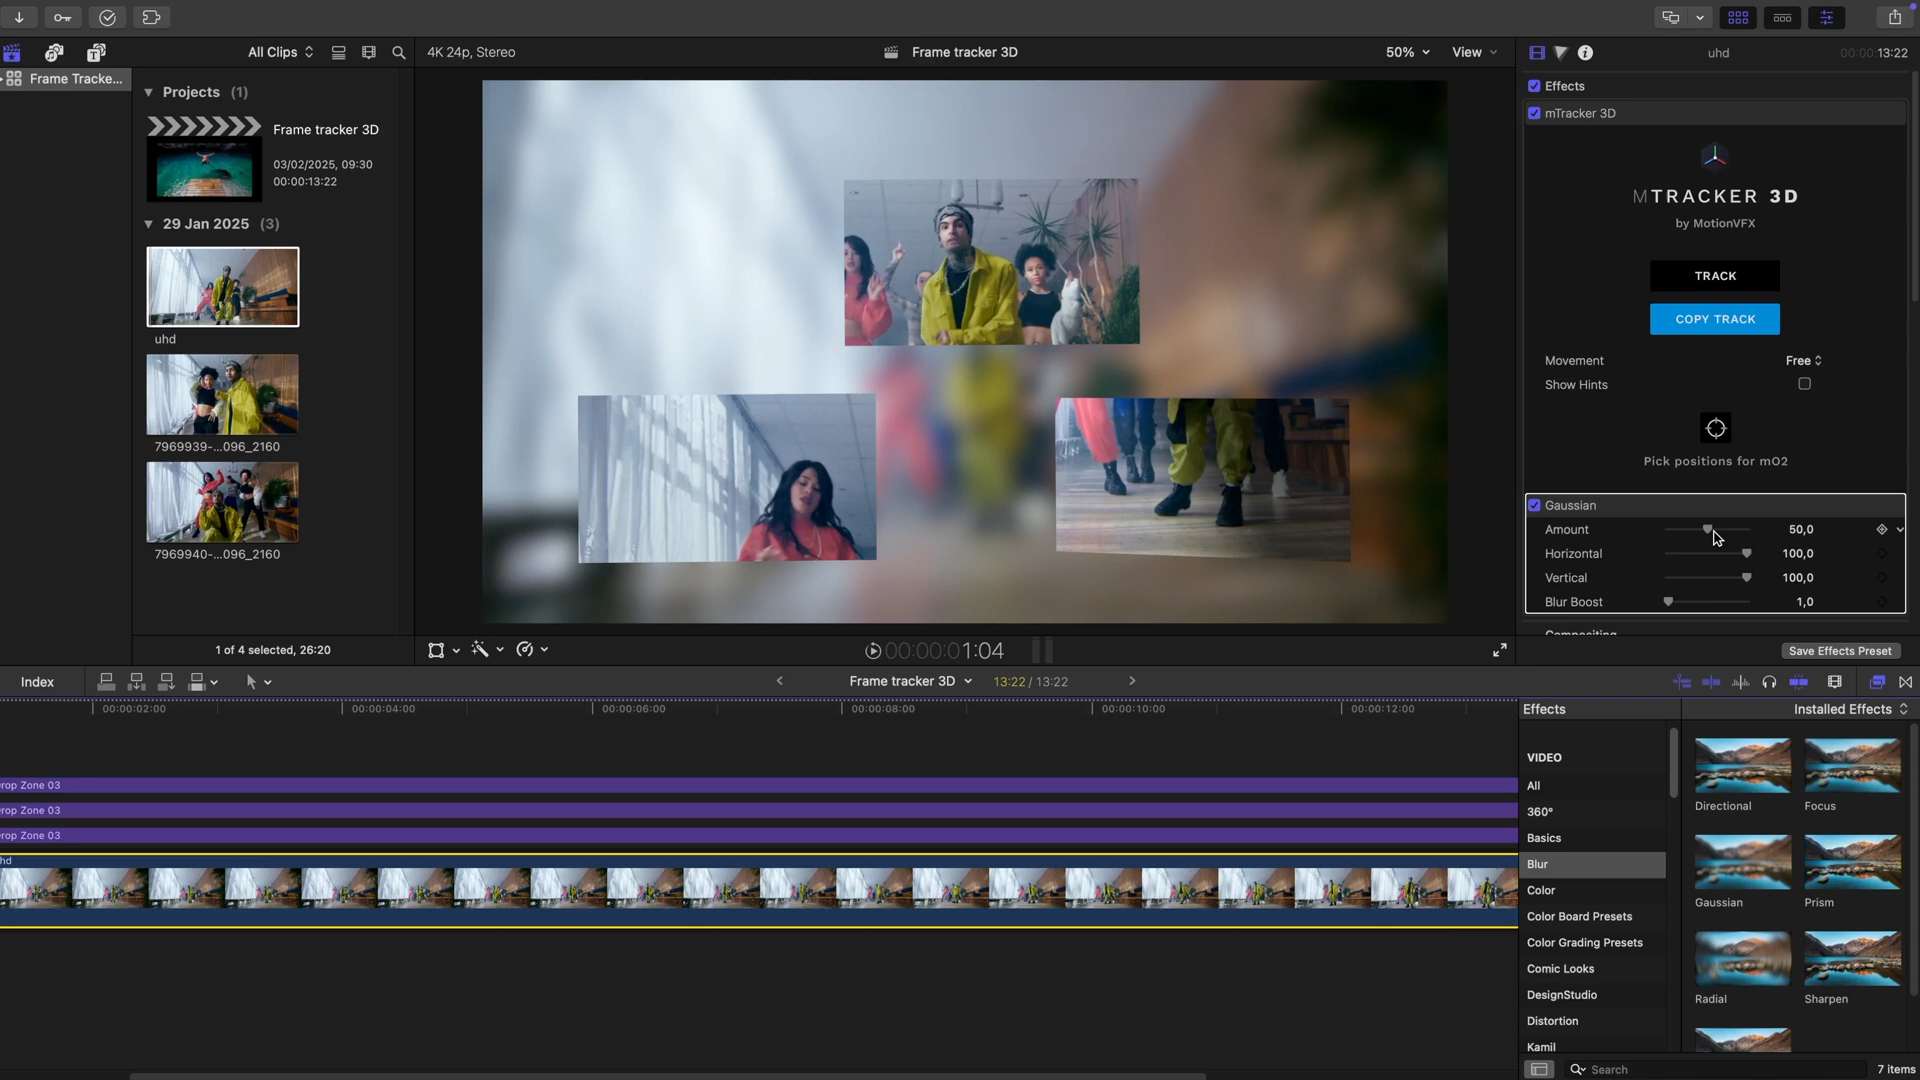 All Clips
4K 24p, Stereo
Frame tracker 3D
50%
View
uhd
00:00:13:22
Frame Tracke...
Projects (1)
Frame tracker 3D
03/02/2025, 09:30
00:00:13:22
29 Jan 2025 (3)
uhd
7969939-...096_2160
7969940-...096_2160
1 of 4 selected, 26:20
00:00:01:04
Effects
mTracker 3D
MTRACKER 3D
by MotionVFX
TRACK
COPY TRACK
Movement
Free
Show Hints
Pick positions for mO2
Gaussian
Amount
50,0
Horizontal
100,0
Vertical
100,0
Blur Boost
1,0
Compositing
Save Effects Preset
Index
Frame tracker 3D
13:22 / 13:22
00:00:02:00
00:00:04:00
00:00:06:00
00:00:08:00
00:00:10:00
00:00:12:00
rop Zone 03
rop Zone 03
rop Zone 03
hd
Effects
Installed Effects
VIDEO
All
360°
Basics
Blur
Color
Color Board Presets
Color Grading Presets
Comic Looks
DesignStudio
Distortion
Kamil
Directional
Focus
Gaussian
Prism
Radial
Sharpen
Search
7 items